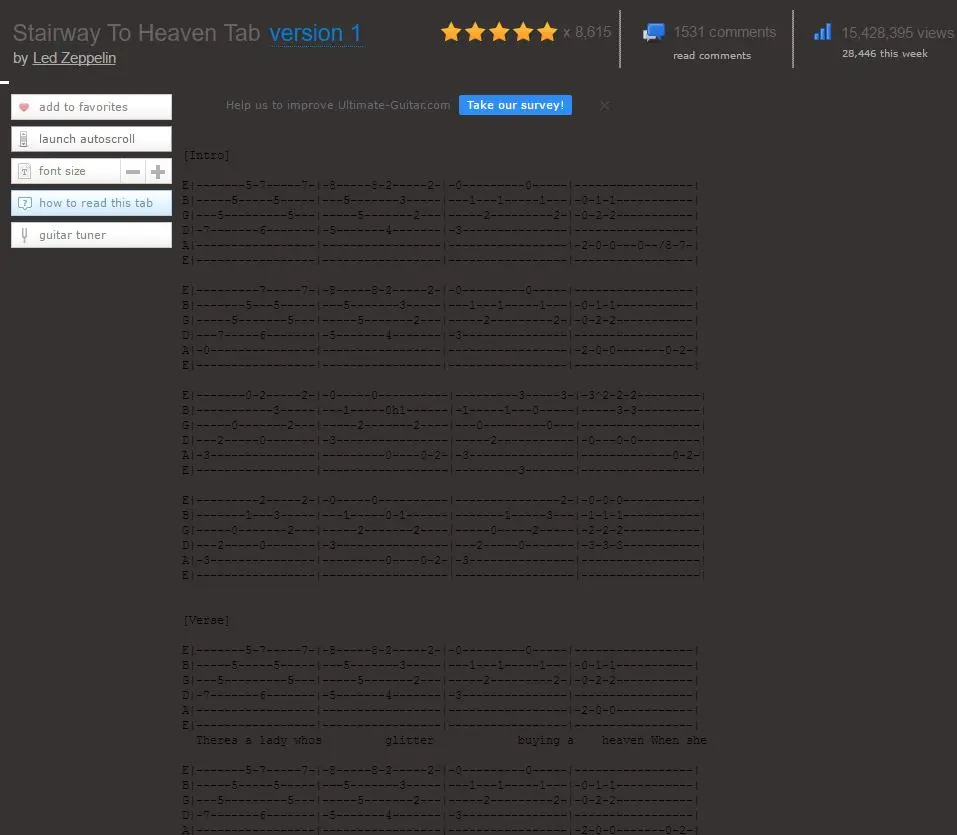 Stairway To Heaven Tab version 1
by Led Zeppelin
x 8,615
1531 comments
read comments
15,428,395 views
28,446 this week
add to favorites
launch autoscroll
font size
how to read this tab
guitar tuner
Help us to improve Ultimate-Guitar.com Take our survey!
[Intro]
E|-------5-7-----7-|-8-----8-2-----2-|-0---------0-----|-----------------|
B|-----5-----5-----|---5-------3-----|---1---1-----1---|-0-1-1-----------|
G|---5---------5---|-----5-------2---|-----2---------2-|-0-2-2-----------|
D|-7-------6-------|-5-------4-------|-3---------------|-----------------|
A|-----------------|-----------------|-----------------|-2-0-0---0--/8-7-|
E|-----------------|-----------------|-----------------|-----------------|
E|---------7-----7-|-8-----8-2-----2-|-0---------0-----|-----------------|
B|-------5---5-----|---5-------3-----|---1---1-----1---|-0-1-1-----------|
G|-----5-------5---|-----5-------2---|-----2---------2-|-0-2-2-----------|
D|---7-----6-------|-5-------4-------|-3---------------|-----------------|
A|-0---------------|-----------------|-----------------|-2-0-0-------0-2-|
E|-----------------|-----------------|-----------------|-----------------|
E|-------0-2-----2-|-0-----0----------|---------3-----3-|-3^2-2-2---------|
B|-----------3-----|---1-----0h1------|-1-----1---0-----|-----3-3---------|
G|-----0-------2---|-----2-------2----|---0---------0---|-----------------|
D|---2-----0-------|-3----------------|-----2-----------|-0---0-0---------|
A|-3---------------|---------0----0-2-|-3---------------|-------------0-2-|
E|-----------------|------------------|---------3-------|-----------------|
E|---------2-----2-|-0-----0----------|---------------2-|-0-0-0-----------|
B|-------1---3-----|---1-----0-1------|-------1-----3---|-1-1-1-----------|
G|-----0-------2---|-----2-------2----|-----0-----2-----|-2-2-2-----------|
D|---2-----0-------|-3----------------|---2-----0-------|-3-3-3-----------|
A|-3---------------|---------0----0-2-|-3---------------|-----------------|
E|-----------------|------------------|-----------------|-----------------|
[Verse]
E|-------5-7-----7-|-8-----8-2-----2-|-0---------0-----|-----------------|
B|-----5-----5-----|---5-------3-----|---1---1-----1---|-0-1-1-----------|
G|---5---------5---|-----5-------2---|-----2---------2-|-0-2-2-----------|
D|-7-------6-------|-5-------4-------|-3---------------|-----------------|
A|-----------------|-----------------|-----------------|-2-0-0-----------|
E|-----------------|-----------------|-----------------|-----------------|
Theres a lady whos glitter buying a heaven When she
E|-------5-7-----7-|-8-----8-2-----2-|-0---------0-----|-----------------|
B|-----5-----5-----|---5-------3-----|---1---1-----1---|-0-1-1-----------|
G|---5---------5---|-----5-------2---|-----2---------2-|-0-2-2-----------|
D|-7-------6-------|-5-------4-------|-3---------------|-----------------|
A|-----------------|-----------------|-----------------|-2-0-0-------0-2-|